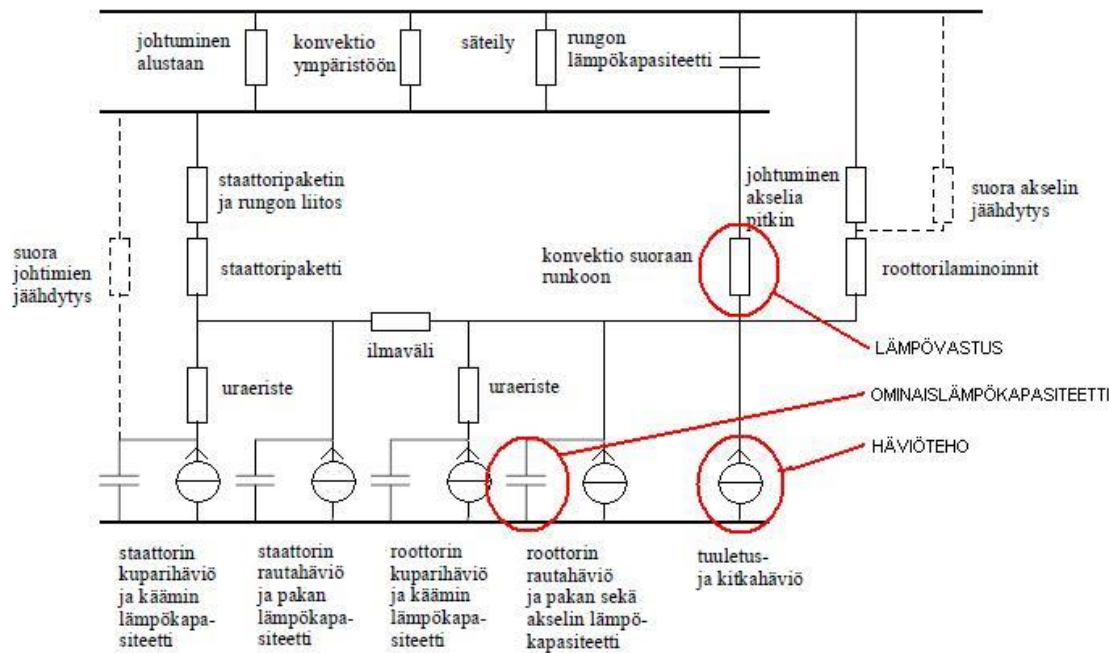 johtuminen
alustaan
konvektio
ympäristöön
säteily
rungon
lämpökapasiteetti
staattoripaketin
ja rungon liitos
johtuminen
akselia
pitkin
suora akselin
jäähdytys
suora
johtimien
jäähdytys
staattoripaketti
konvektio suoraan
runkoon
roottorilaminoinnit
ilmaväli
LÄMPÖVASTUS
uraeriste
uraeriste
OMINAISLÄMPÖKAPASITEETTI
HÄVIÖTEHO
staattorin
kuparihäviö
ja käämin
lämpökapa-
siteetti
staattorin
rautahäviö
ja pakan
lämpökapa-
siteetti
roottorin
kuparihäviö
ja käämin
lämpökapa-
siteetti
roottorin
rautahäviö
ja pakan sekä
akselin lämpö-
kapasiteetti
tuuletus-
ja kitkahäviö